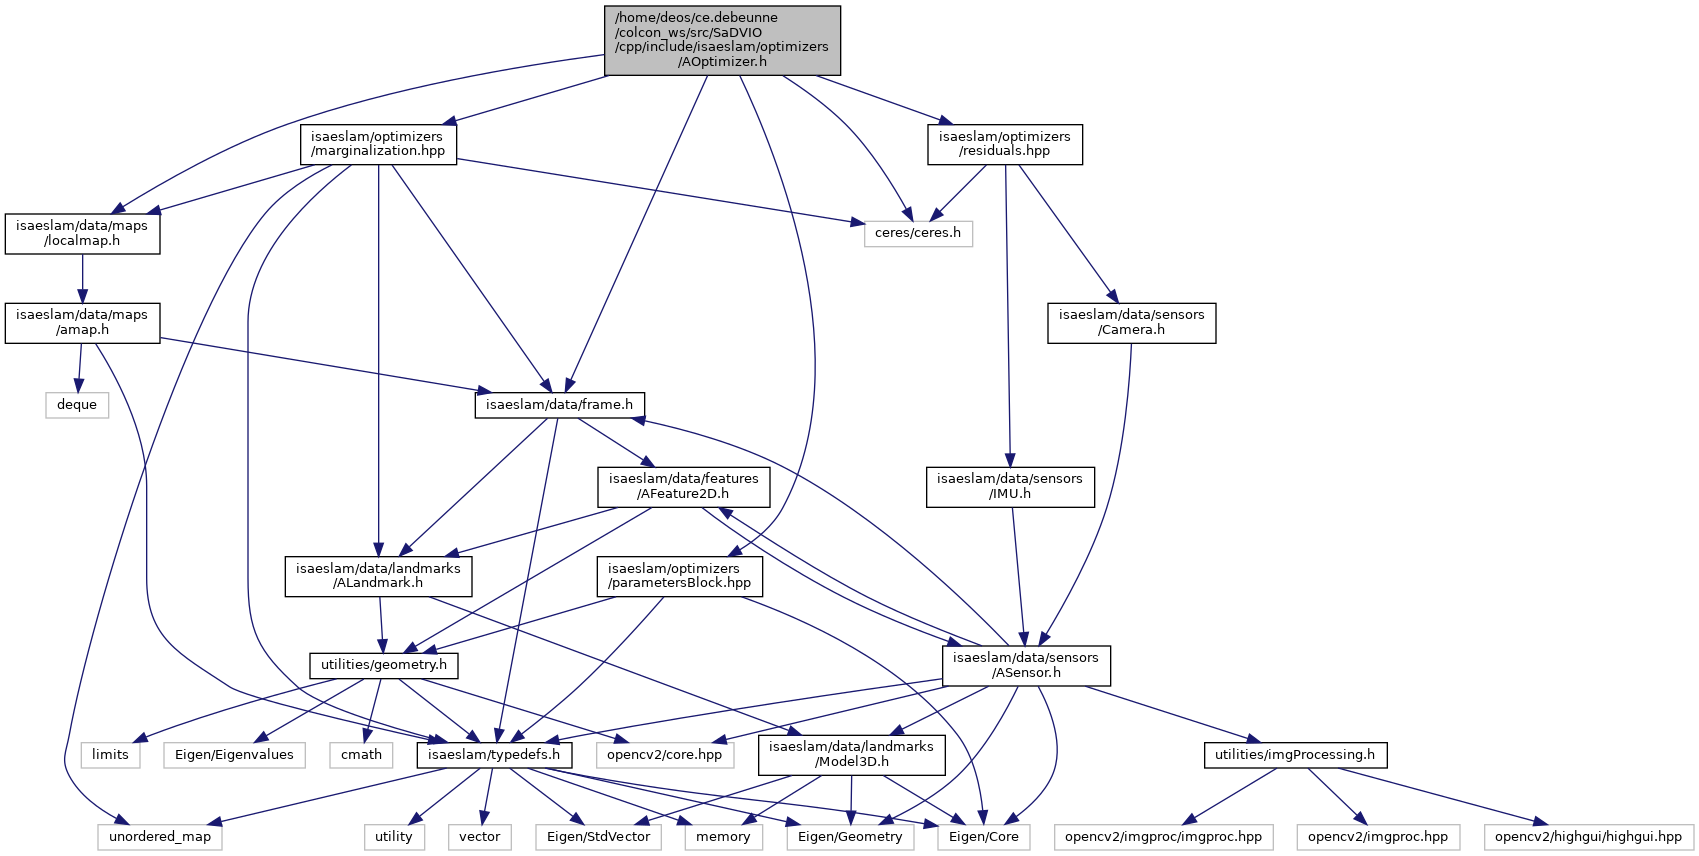 /home/deos/ce.debeunne
/colcon_ws/src/SaDVIO
/cpp/include/isaeslam/optimizers
/AOptimizer.h
isaeslam/optimizers
/marginalization.hpp
isaeslam/optimizers
/residuals.hpp
isaeslam/data/maps
/localmap.h
ceres/ceres.h
isaeslam/data/maps
/amap.h
isaeslam/data/sensors
/Camera.h
deque
isaeslam/data/frame.h
isaeslam/data/features
/AFeature2D.h
isaeslam/data/sensors
/IMU.h
isaeslam/data/landmarks
/ALandmark.h
isaeslam/optimizers
/parametersBlock.hpp
utilities/geometry.h
isaeslam/data/sensors
/ASensor.h
limits
Eigen/Eigenvalues
cmath
isaeslam/typedefs.h
opencv2/core.hpp
isaeslam/data/landmarks
/Model3D.h
utilities/imgProcessing.h
unordered_map
utility
vector
Eigen/StdVector
memory
Eigen/Geometry
Eigen/Core
opencv2/imgproc/imgproc.hpp
opencv2/imgproc.hpp
opencv2/highgui/highgui.hpp